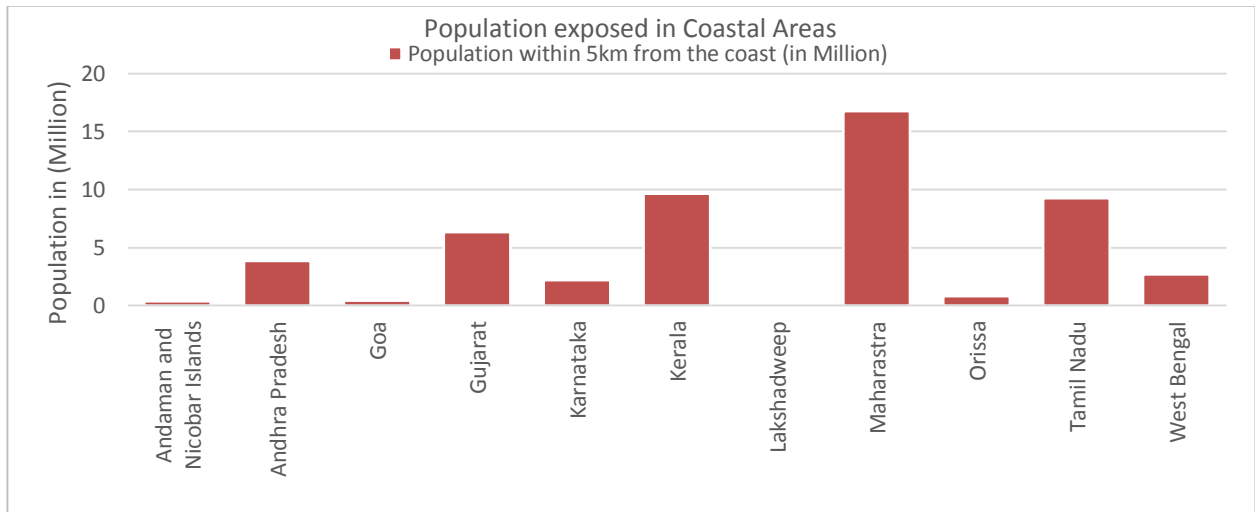 Population exposed in Coastal Areas
Population within 5km from the coast (in Million)
Population in (Million)
20
15
10
5
0
Andaman and
Nicobar Islands
Andhra Pradesh
Goa
Gujarat
Karnataka
Kerala
Lakshadweep
Maharastra
Orissa
Tamil Nadu
West Bengal